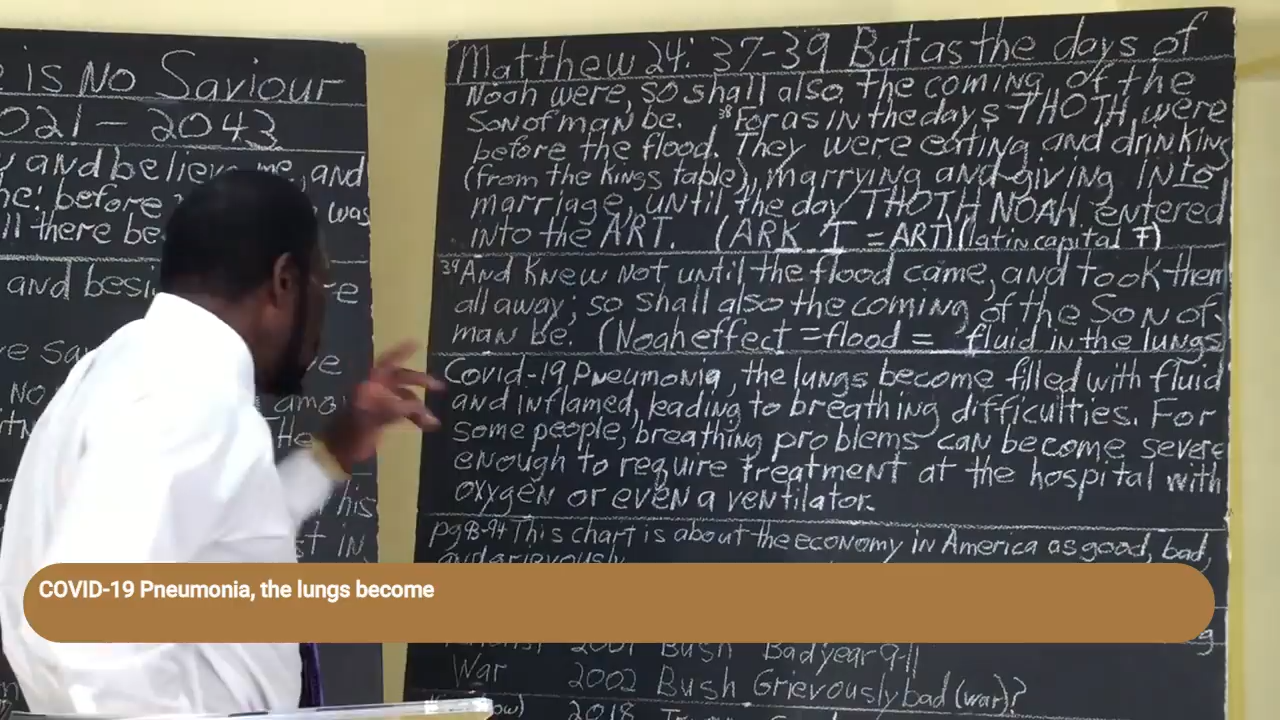 is No Saviour
021 - 2043
and believe me, and
he: before was
ll there be
and besi re
ve sa ve
NO amo
The
his
t in
Matthew 24: 37-39 But as the days of
Noah were, so shall also the coming of the
Son of man be. 38 For as in the days THOTH were
before the flood. They were eating and drinking
(from the kings table), marrying and giving into
marriage, until the day THOTH NOAH entered
into the ART. (ARK T = ART) (latin capital T)
39 And Knew not until the flood came, and took them
all away; so shall also the coming of the Son of
man be. (Noah effect = flood = fluid in the lungs
Covid-19 Pneumonia, the lungs become filled with fluid
and inflamed, leading to breathing difficulties. For
some people, breathing problems can become severe
enough to require treatment at the hospital with
oxygen or even a ventilator.
pg 93-94 This chart is about the economy in America as good, bad,
and grievously
COVID-19 Pneumonia, the lungs become
2001 Bush Bad year 9-11
War 2002 Bush Grievously bad (war)?
2018